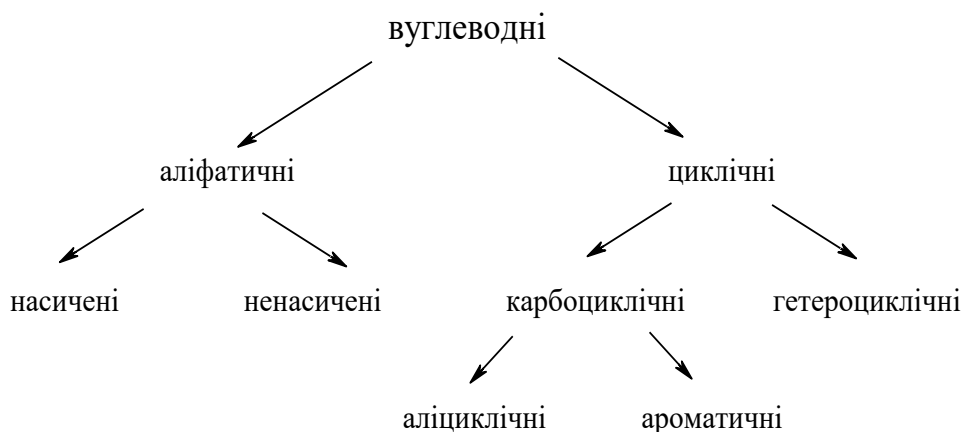 вуглеводні
аліфатичні циклічні
насичені ненасичені карбоциклічні гетероциклічні
аліциклічні ароматичні